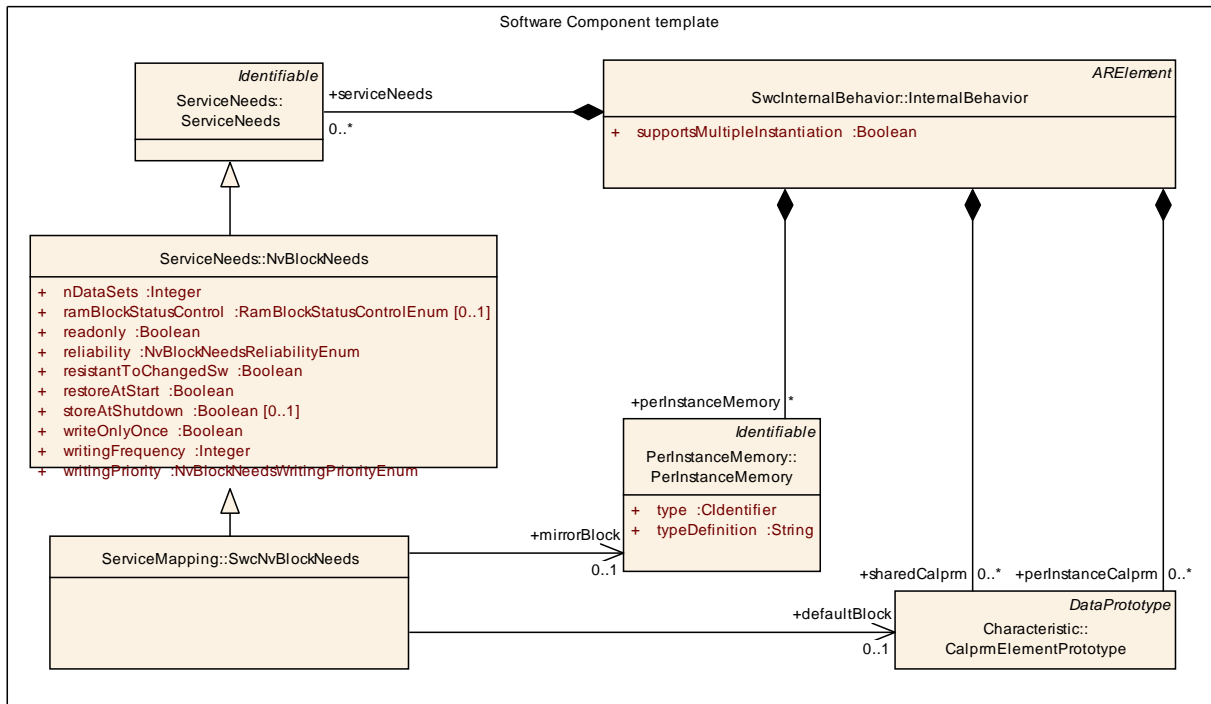 Software Component template
Identifiable
ServiceNeeds::
ServiceNeeds
+serviceNeeds
0..*
ARElement
SwcInternalBehavior::InternalBehavior
+ supportsMultipleInstantiation :Boolean
ServiceNeeds::NvBlockNeeds
+ nDataSets :Integer
+ ramBlockStatusControl :RamBlockStatusControlEnum [0..1]
+ readonly :Boolean
+ reliability :NvBlockNeedsReliabilityEnum
+ resistantToChangedSw :Boolean
+ restoreAtStart :Boolean
+ storeAtShutdown :Boolean [0..1]
+ writeOnlyOnce :Boolean
+ writingFrequency :Integer
+ writingPriority :NvBlockNeedsWritingPriorityEnum
+perInstanceMemory *
Identifiable
PerInstanceMemory::
PerInstanceMemory
+ type :CIdentifier
+ typeDefinition :String
ServiceMapping::SwcNvBlockNeeds
+mirrorBlock
0..1
+sharedCalprm 0..*
+perInstanceCalprm 0..*
+defaultBlock
0..1
DataPrototype
Characteristic::
CalprmElementPrototype